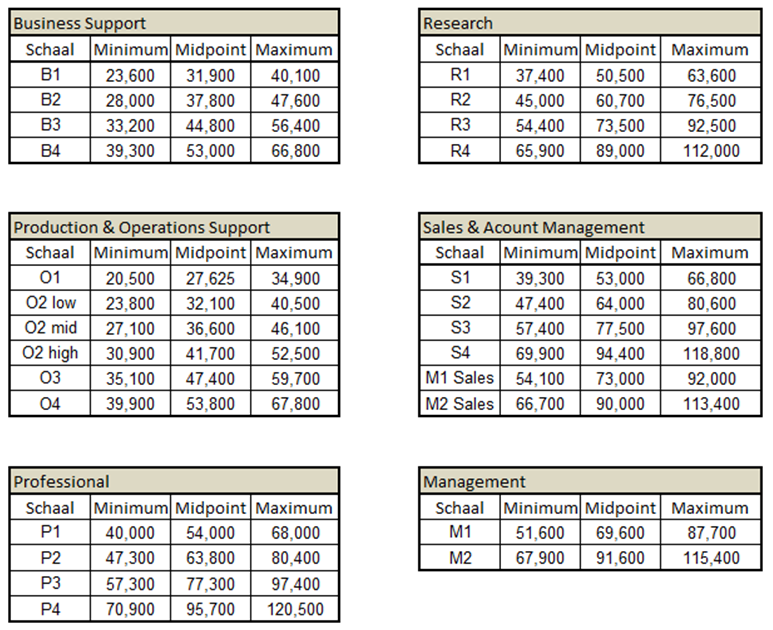 Business Support
Schaal Minimum Midpoint Maximum
B1 23,600 31,900 40,100
B2 28,000 37,800 47,600
B3 33,200 44,800 56,400
B4 39,300 53,000 66,800
Research
Schaal Minimum Midpoint Maximum
R1 37,400 50,500 63,600
R2 45,000 60,700 76,500
R3 54,400 73,500 92,500
R4 65,900 89,000 112,000
Production & Operations Support
Schaal Minimum Midpoint Maximum
O1 20,500 27,625 34,900
O2 low 23,800 32,100 40,500
O2 mid 27,100 36,600 46,100
O2 high 30,900 41,700 52,500
O3 35,100 47,400 59,700
O4 39,900 53,800 67,800
Sales & Acount Management
Schaal Minimum Midpoint Maximum
S1 39,300 53,000 66,800
S2 47,400 64,000 80,600
S3 57,400 77,500 97,600
S4 69,900 94,400 118,800
M1 Sales 54,100 73,000 92,000
M2 Sales 66,700 90,000 113,400
Professional
Schaal Minimum Midpoint Maximum
P1 40,000 54,000 68,000
P2 47,300 63,800 80,400
P3 57,300 77,300 97,400
P4 70,900 95,700 120,500
Management
Schaal Minimum Midpoint Maximum
M1 51,600 69,600 87,700
M2 67,900 91,600 115,400